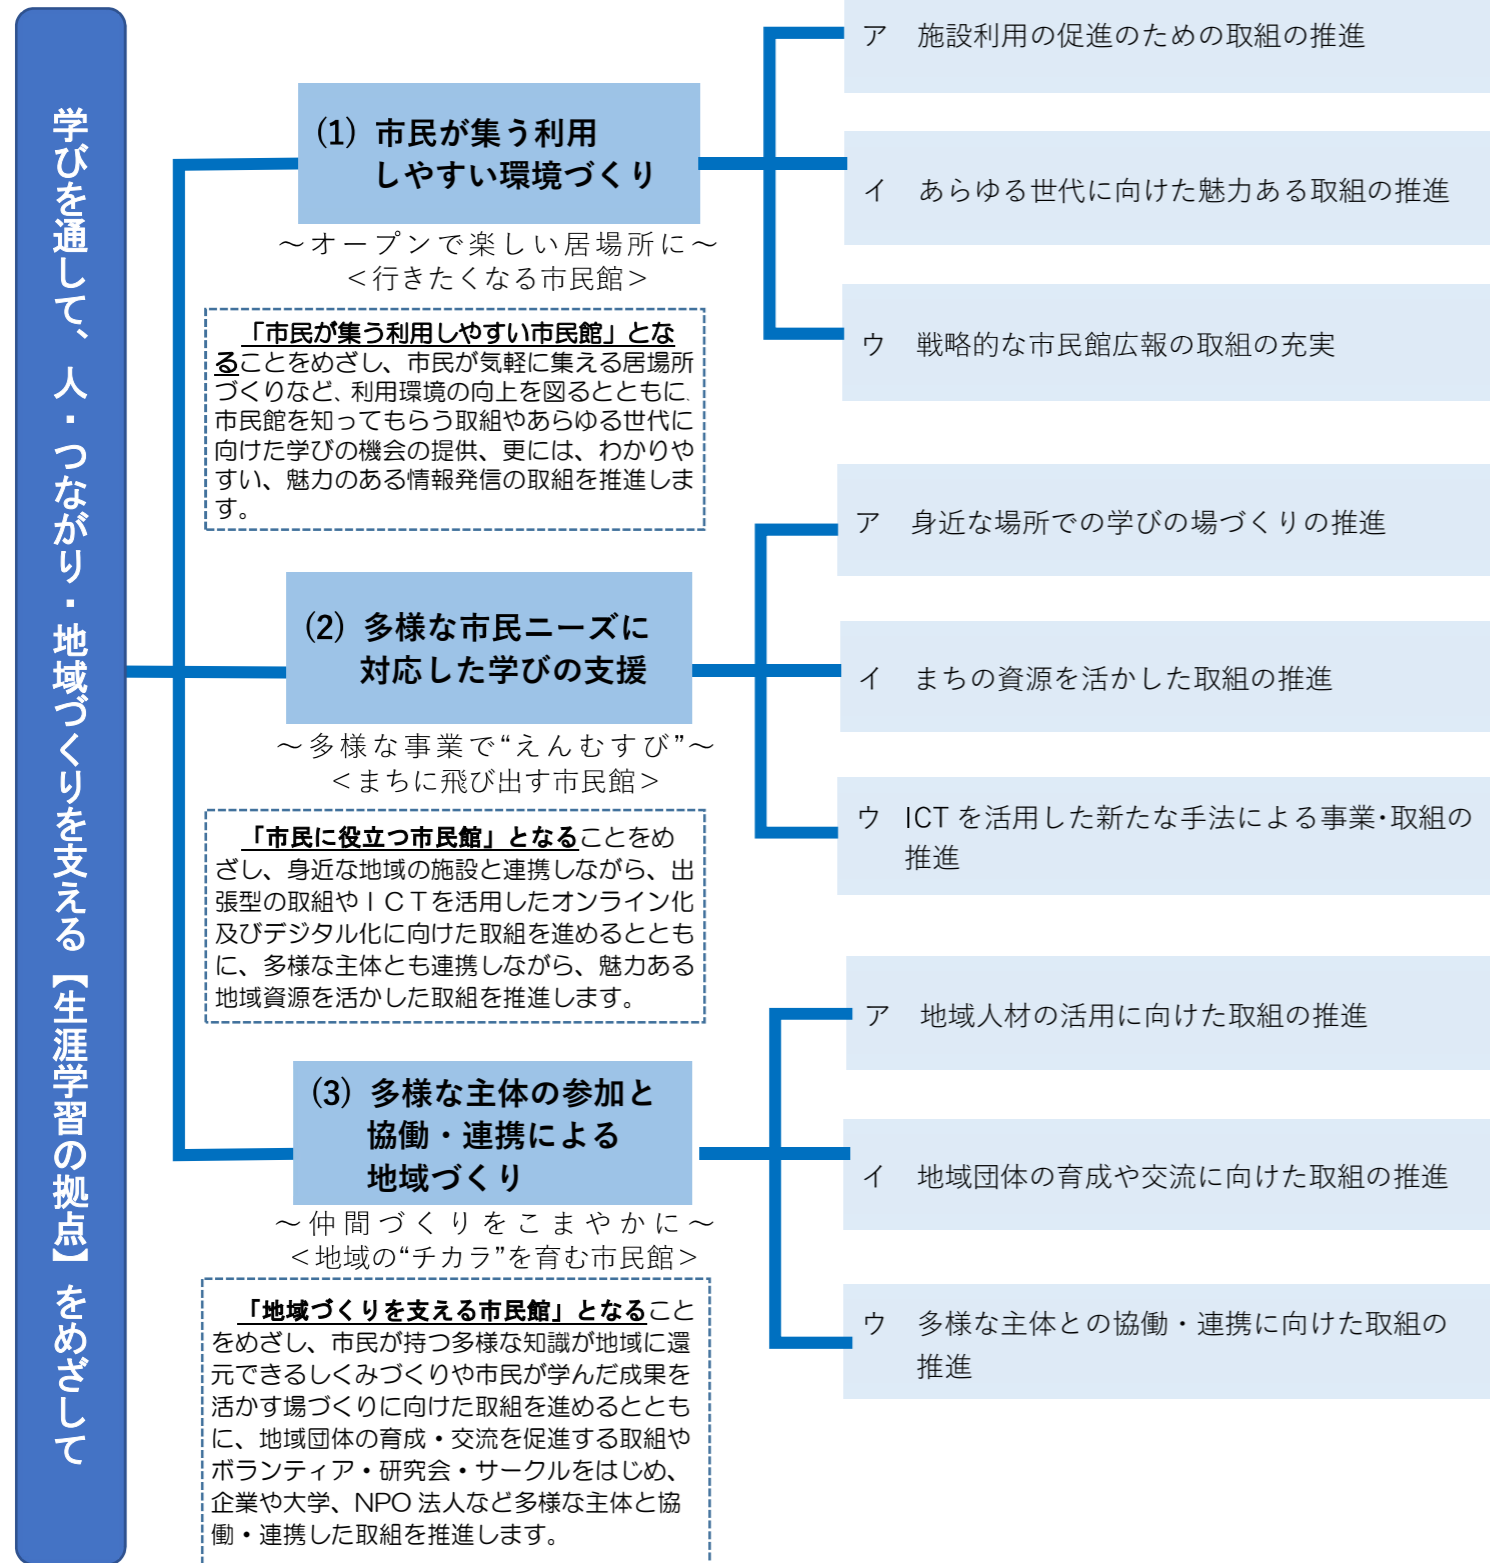 学びを通して、人・つながり・地域づくりを支える【生涯学習の拠点】をめざして
(1) 市民が集う利用
しやすい環境づくり
～オープンで楽しい居場所に～
＜行きたくなる市民館＞
「市民が集う利用しやすい市民館」とな
ることをめざし、市民が気軽に集える居場所
づくりなど、利用環境の向上を図るとともに、
市民館を知ってもらう取組やあらゆる世代に
向けた学びの機会の提供、更には、わかりや
すい、魅力のある情報発信の取組を推進しま
す。
ア　施設利用の促進のための取組の推進
イ　あらゆる世代に向けた魅力ある取組の推進
ウ　戦略的な市民館広報の取組の充実
(2) 多様な市民ニーズに
対応した学びの支援
～多様な事業で“えんむすび”～
＜まちに飛び出す市民館＞
「市民に役立つ市民館」となることをめ
ざし、身近な地域の施設と連携しながら、出
張型の取組やＩＣＴを活用したオンライン化
及びデジタル化に向けた取組を進めるととも
に、多様な主体とも連携しながら、魅力ある
地域資源を活かした取組を推進します。
ア　身近な場所での学びの場づくりの推進
イ　まちの資源を活かした取組の推進
ウ　ICT を活用した新たな手法による事業・取組の
推進
(3) 多様な主体の参加と
協働・連携による
地域づくり
～仲間づくりをこまやかに～
＜地域の“チカラ”を育む市民館＞
「地域づくりを支える市民館」となること
をめざし、市民が持つ多様な知識が地域に還
元できるしくみづくりや市民が学んだ成果を
活かす場づくりに向けた取組を進めるととも
に、地域団体の育成・交流を促進する取組や
ボランティア・研究会・サークルをはじめ、
企業や大学、NPO 法人など多様な主体と協
働・連携した取組を推進します。
ア　地域人材の活用に向けた取組の推進
イ　地域団体の育成や交流に向けた取組の推進
ウ　多様な主体との協働・連携に向けた取組の
推進